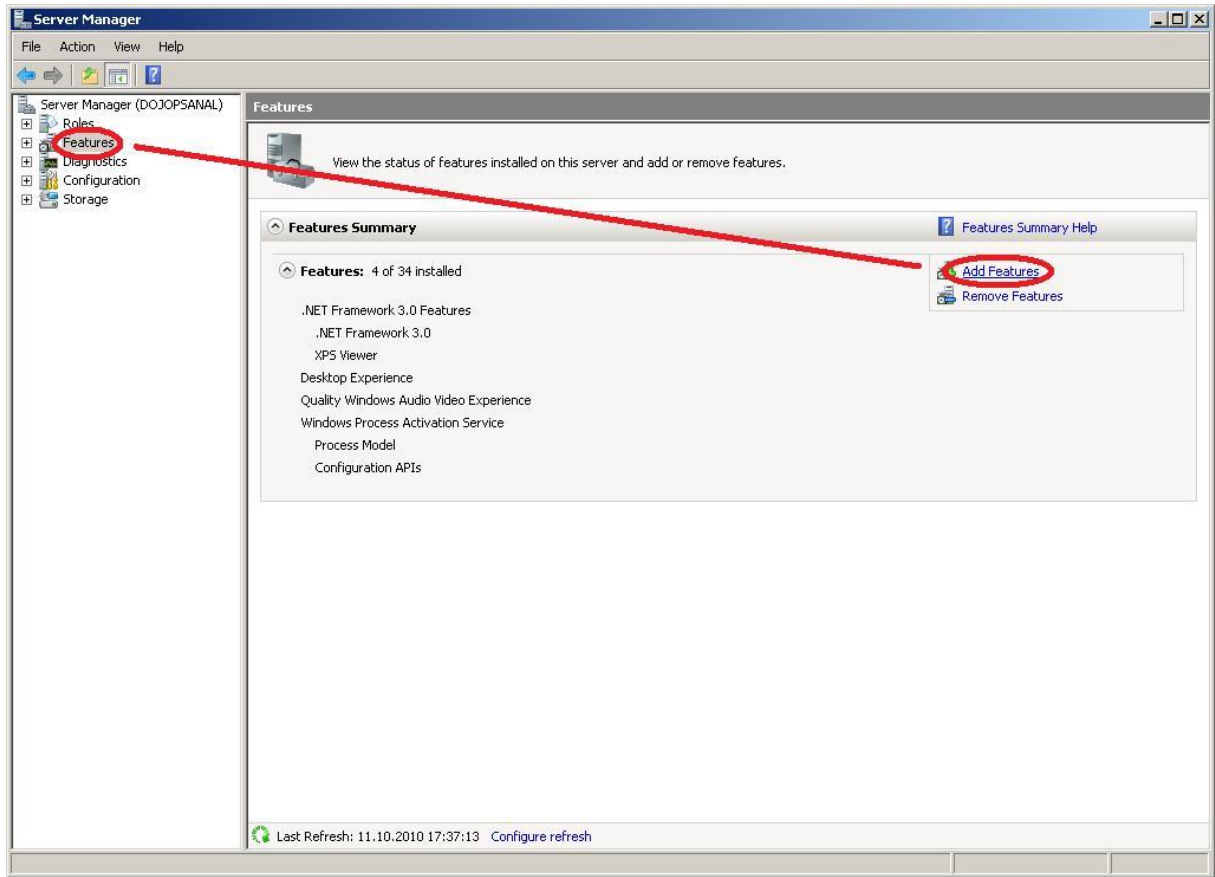 Server Manager
File Action View Help
Server Manager (DOJOPSANAL)
Roles
Features
Diagnostics
Configuration
Storage
Features
View the status of features installed on this server and add or remove features.
Features Summary
Features Summary Help
Features: 4 of 34 installed
Add Features
Remove Features
.NET Framework 3.0 Features
.NET Framework 3.0
XPS Viewer
Desktop Experience
Quality Windows Audio Video Experience
Windows Process Activation Service
Process Model
Configuration APIs
Last Refresh: 11.10.2010 17:37:13 Configure refresh